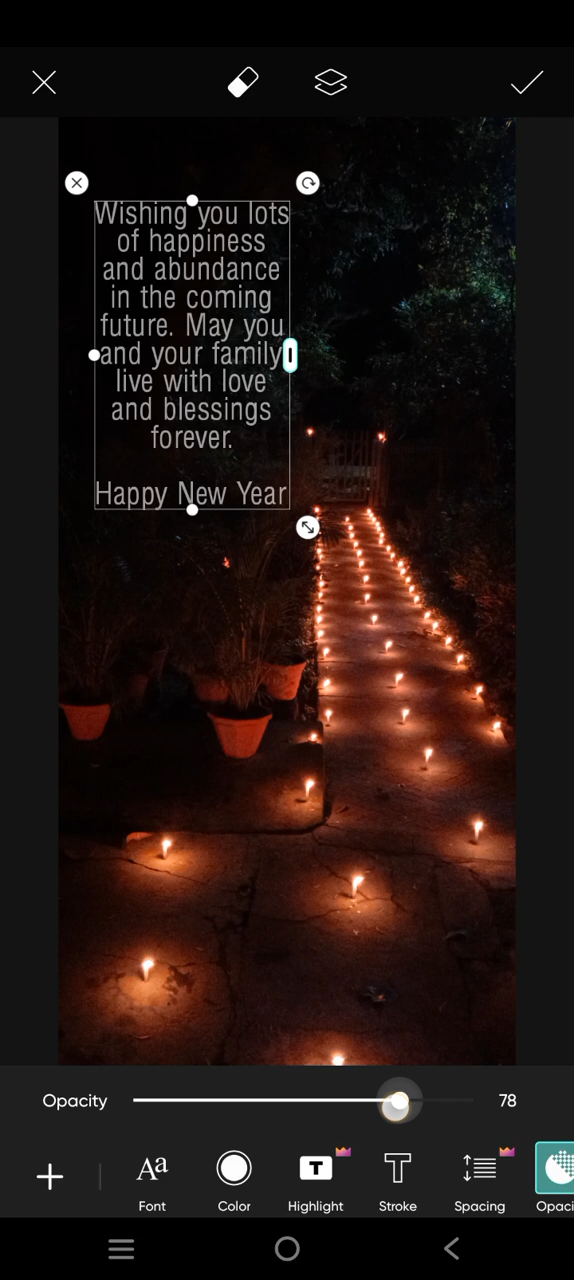 Wishing you lots
of happiness
and abundance
in the coming
future. May you
and your family
live with love
and blessings
forever.
Happy New Year
Opacity 78
Aa T T
Font Color Highlight Stroke Spacing Opaci